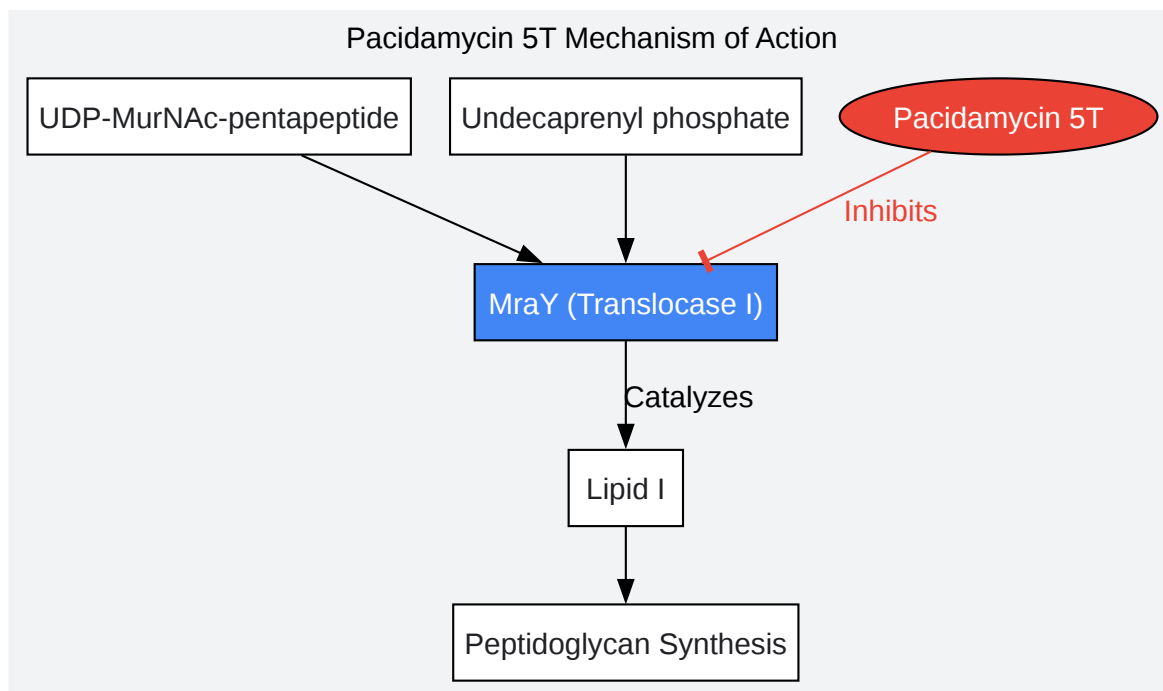 Pacidamycin 5T Mechanism of Action
UDP-MurNAc-pentapeptide
Undecaprenyl phosphate
Pacidamycin 5T
Inhibits
MraY (Translocase I)
Catalyzes
Lipid I
Peptidoglycan Synthesis